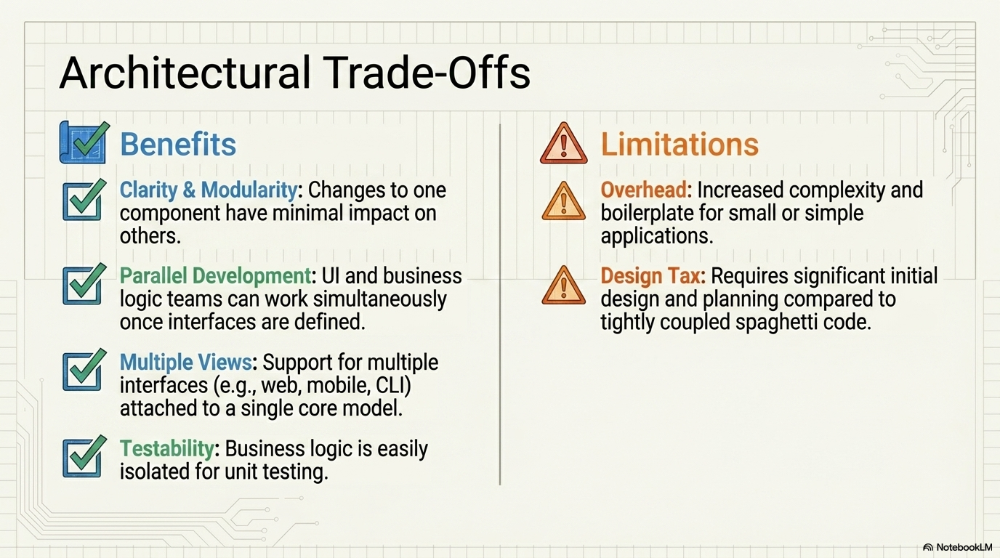 Architectural Trade-Offs
Benefits
Clarity & Modularity: Changes to one
component have minimal impact on
others.
Parallel Development: UI and business
logic teams can work simultaneously
once interfaces are defined.
Multiple Views: Support for multiple
interfaces (e.g., web, mobile, CLI)
attached to a single core model.
Testability: Business logic is easily
isolated for unit testing.
Limitations
Overhead: Increased complexity and
boilerplate for small or simple
applications.
Design Tax: Requires significant initial
design and planning compared to
tightly coupled spaghetti code.
NotebookLM